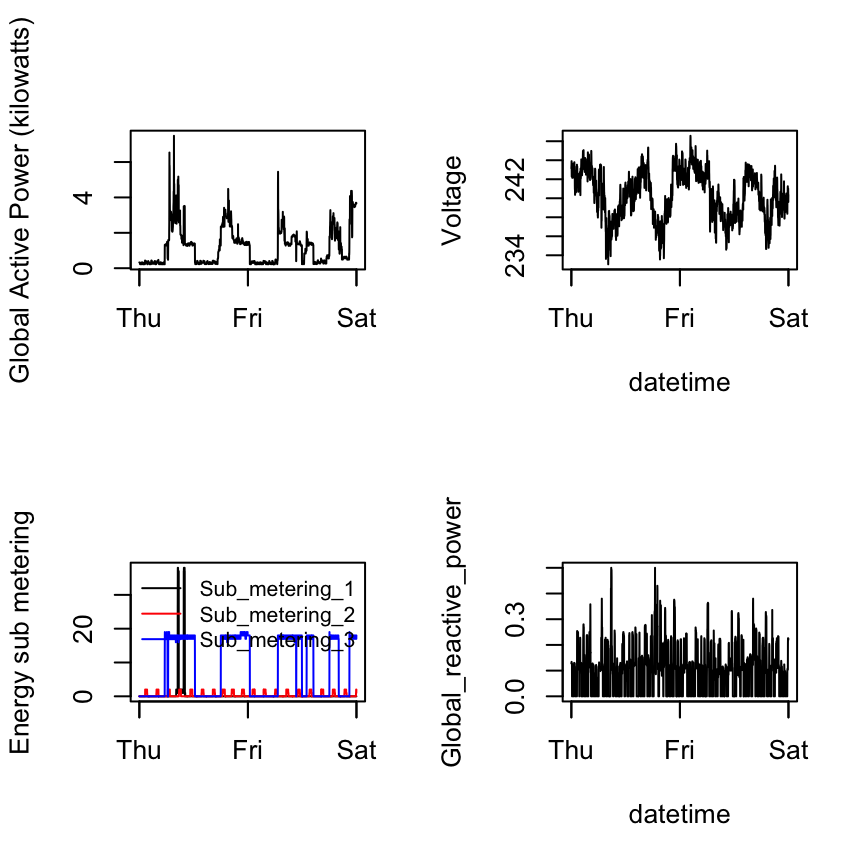 Global Active Power (kilowatts)
4
0
Thu Fri Sat
Voltage
242
234
Thu Fri Sat
datetime
Energy sub metering
20
0
Sub_metering_1
Sub_metering_2
Sub_metering_3
Thu Fri Sat
Global_reactive_power
0.3
0.0
Thu Fri Sat
datetime